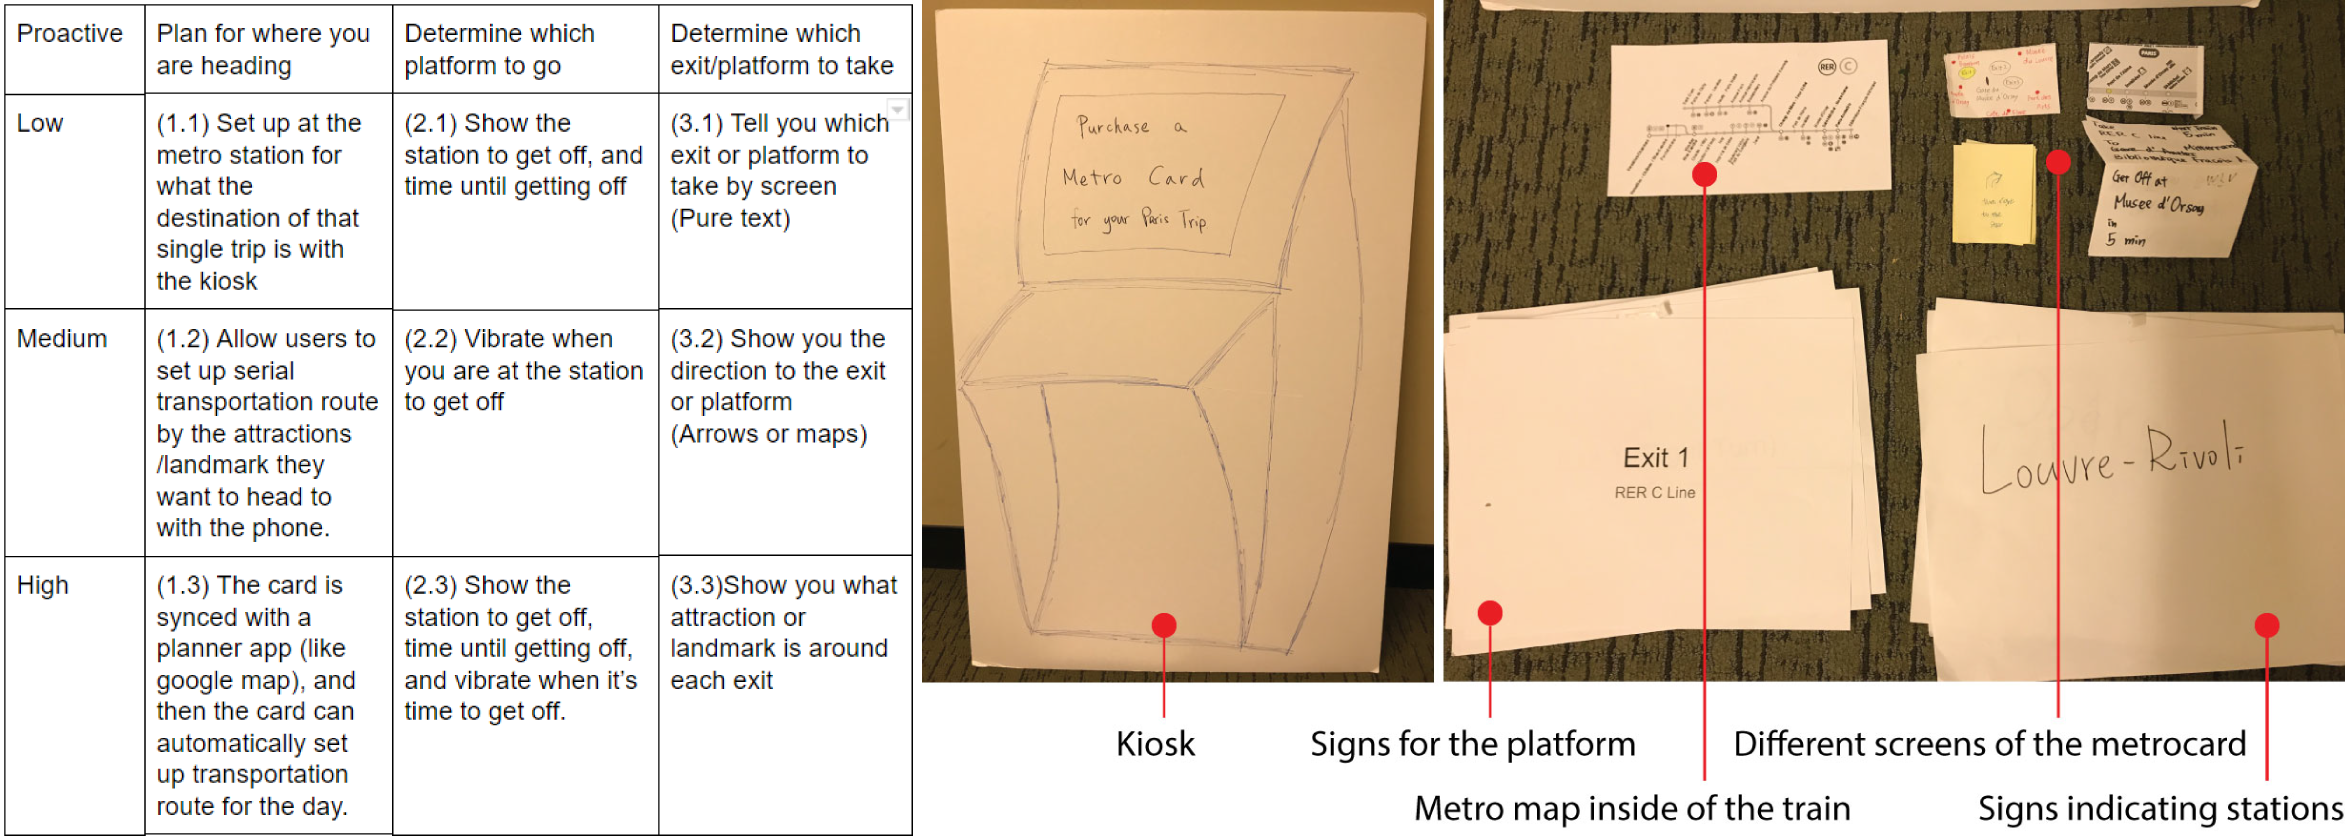 Proactive
Plan for where you
are heading
Determine which
platform to go
Determine which
exit/platform to take
Low
(1.1) Set up at the
metro station for
what the
destination of that
single trip is with
the kiosk
(2.1) Show the
station to get off, and
time until getting off
(3.1) Tell you which
exit or platform to
take by screen
(Pure text)
Medium
(1.2) Allow users to
set up serial
transportation route
by the attractions
/landmark they
want to head to
with the phone.
(2.2) Vibrate when
you are at the station
to get off
(3.2) Show you the
direction to the exit
or platform
(Arrows or maps)
High
(1.3) The card is
synced with a
planner app (like
google map), and
then the card can
automatically set
up transportation
route for the day.
(2.3) Show the
station to get off,
time until getting off,
and vibrate when it's
time to get off.
(3.3)Show you what
attraction or
landmark is around
each exit
Purchase a
Metro Card
for your Paris Trip
RER C
PARIS
Take
RER C line
5 min
To
Get Off at
Musee d'Orsay
in
5 min
Exit 1
RER C Line
Louvre-Rivoli
Kiosk
Signs for the platform
Different screens of the metrocard
Metro map inside of the train
Signs indicating stations